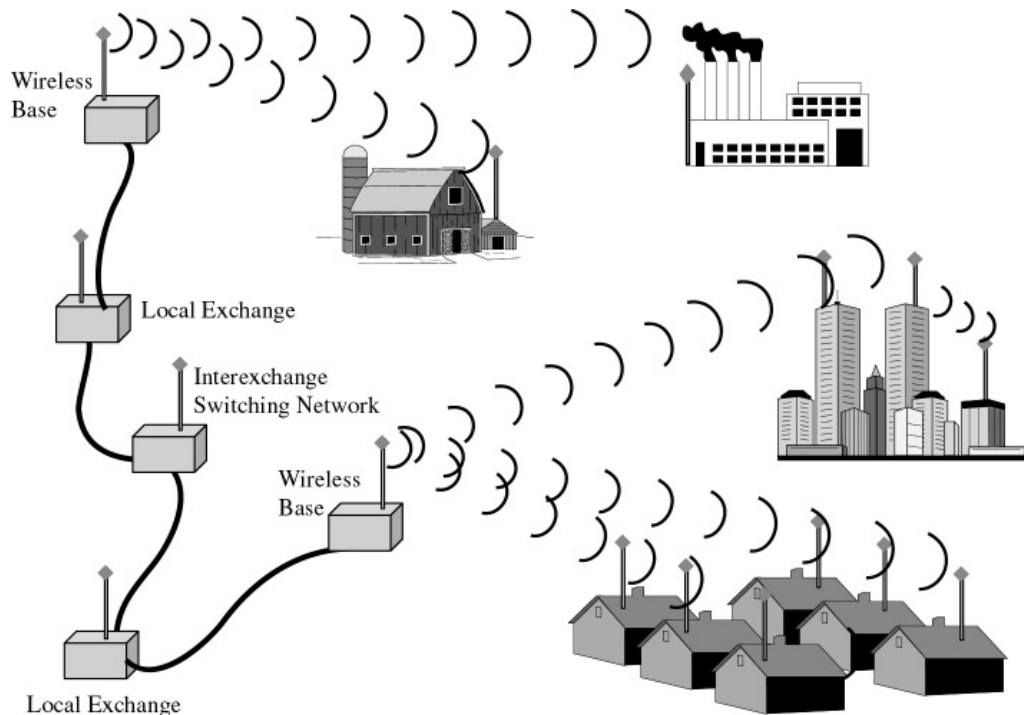 Wireless
Base
Local Exchange
Interexchange
Switching Network
Wireless
Base
Local Exchange